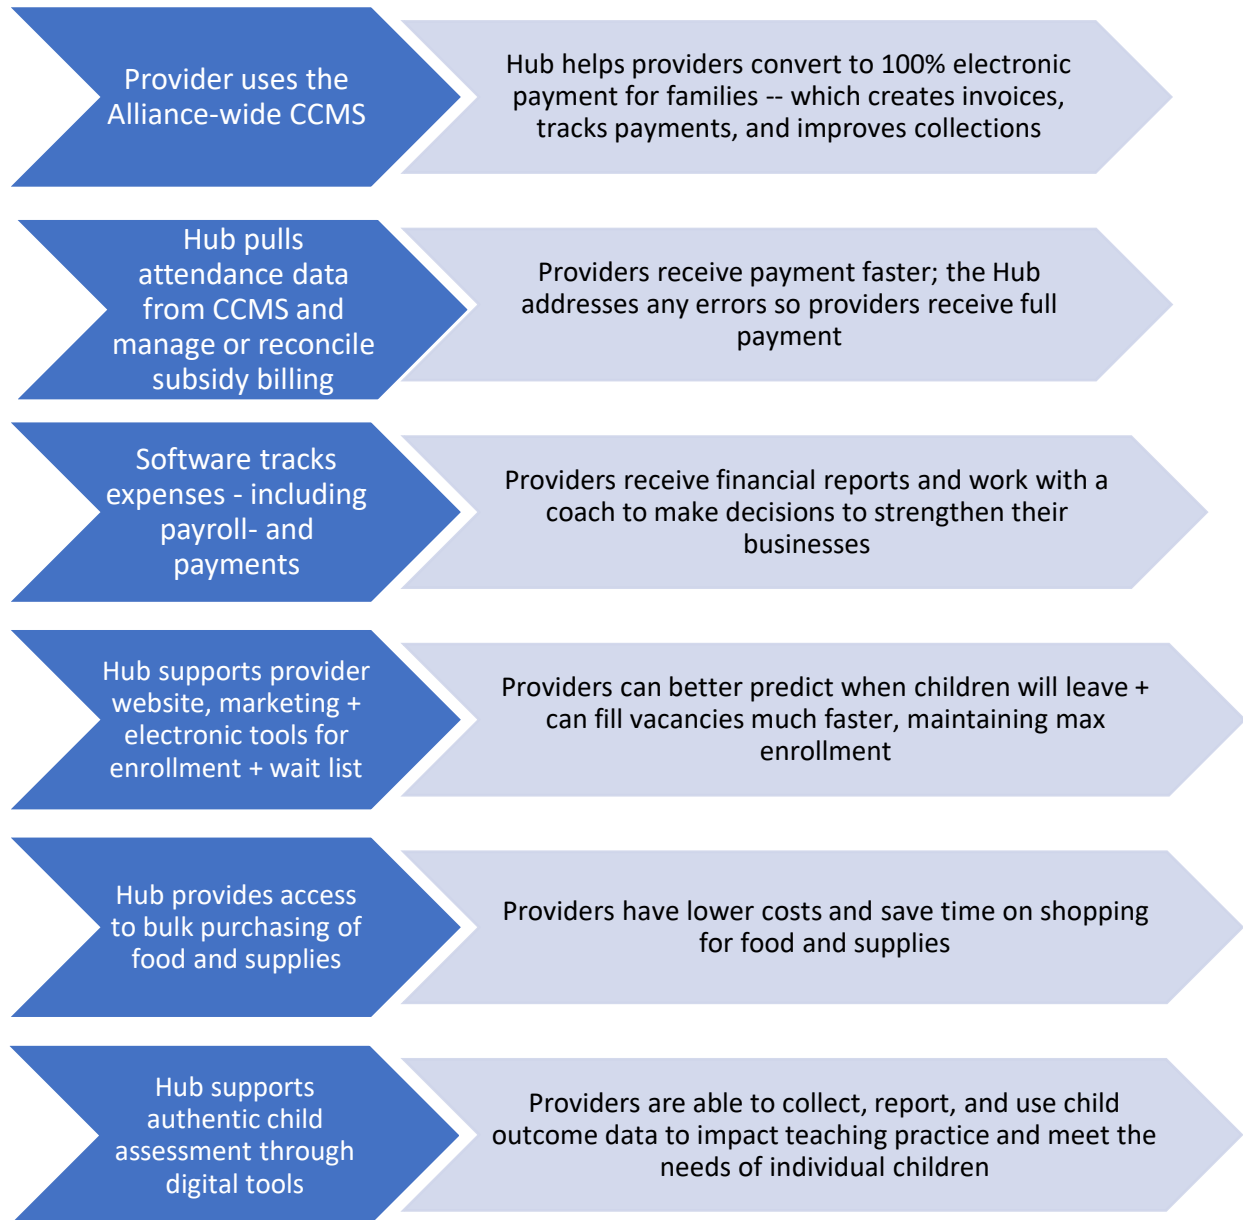 Provider uses the
Alliance-wide CCMS
Hub helps providers convert to 100% electronic
payment for families -- which creates invoices,
tracks payments, and improves collections
Hub pulls
attendance data
from CCMS and
manage or reconcile
subsidy billing
Providers receive payment faster; the Hub
addresses any errors so providers receive full
payment
Software tracks
expenses - including
payroll- and
payments
Providers receive financial reports and work with a
coach to make decisions to strengthen their
businesses
Hub supports provider
website, marketing +
electronic tools for
enrollment + wait list
Providers can better predict when children will leave +
can fill vacancies much faster, maintaining max
enrollment
Hub provides access
to bulk purchasing of
food and supplies
Providers have lower costs and save time on shopping
for food and supplies
Hub supports
authentic child
assessment through
digital tools
Providers are able to collect, report, and use child
outcome data to impact teaching practice and meet the
needs of individual children